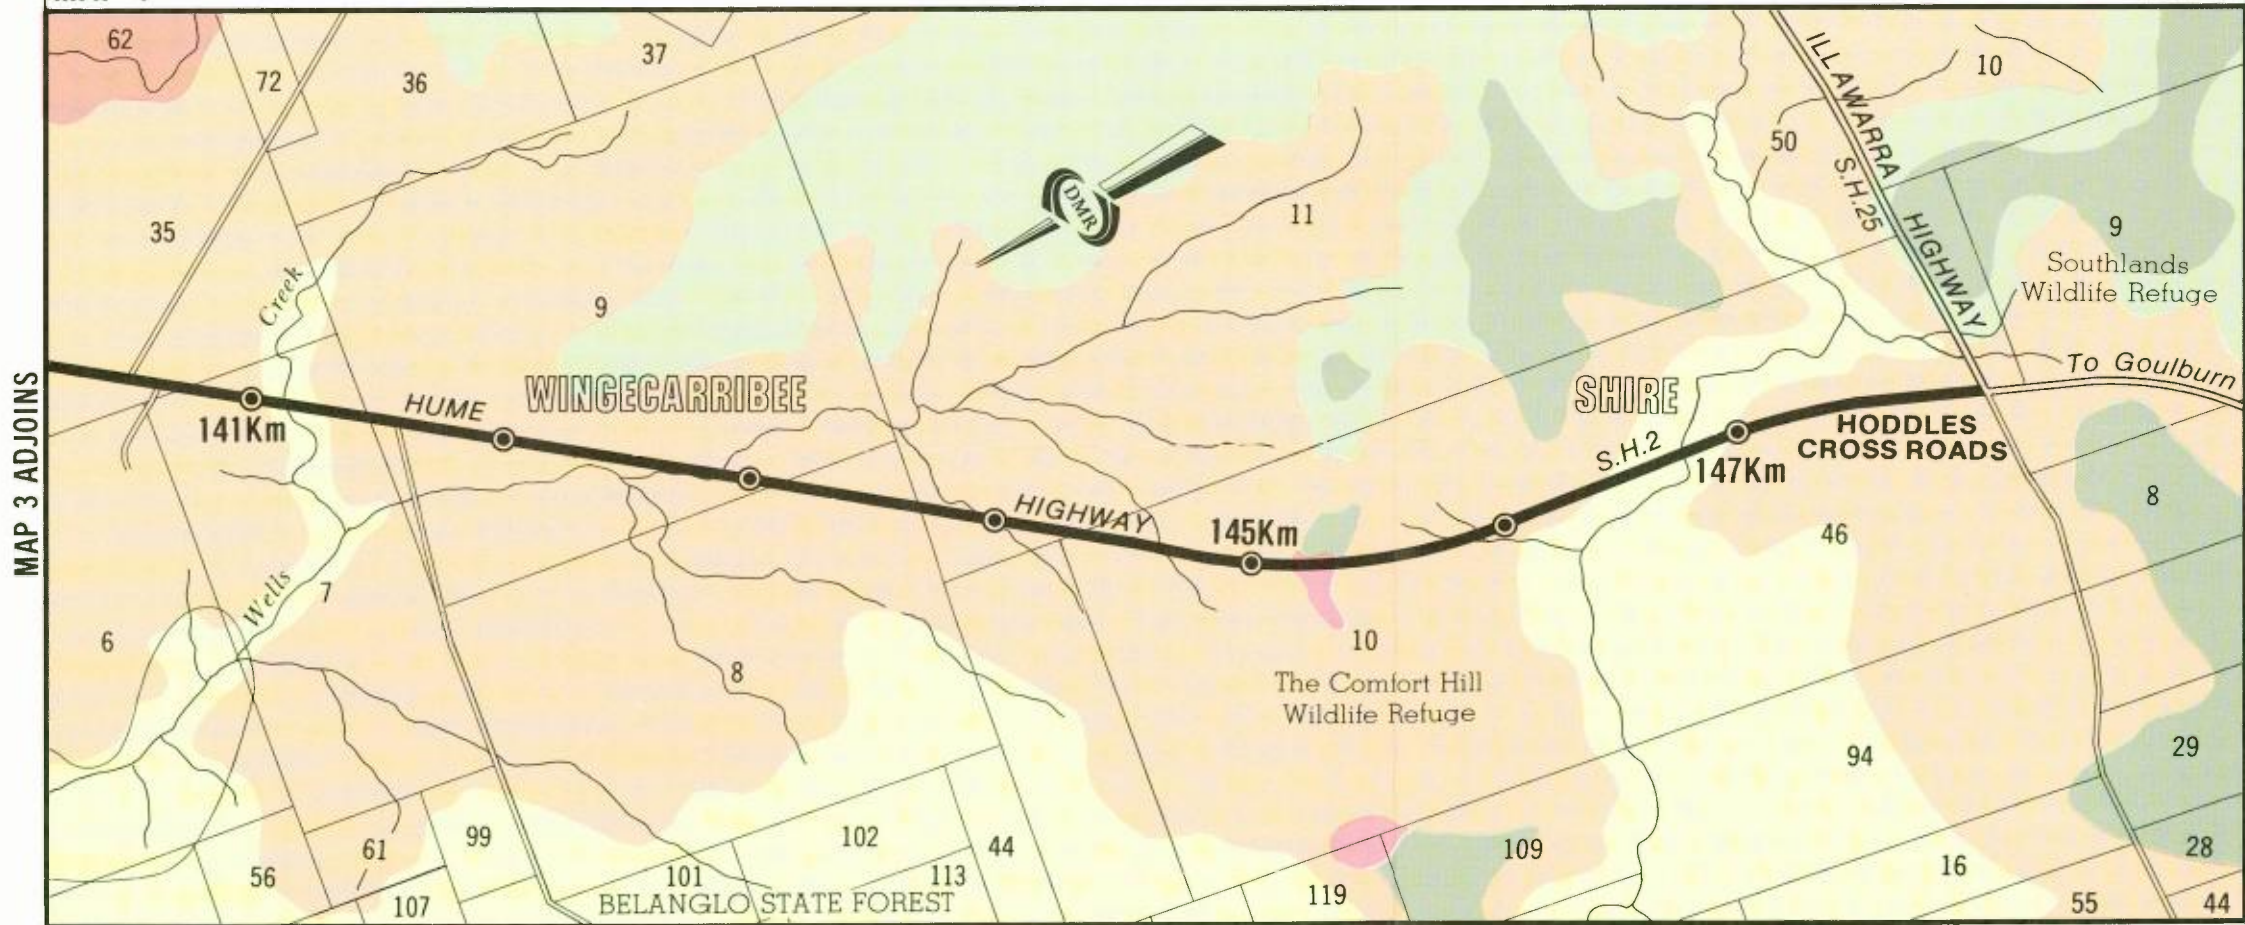 62
72
36
37
ILLAWARRA
HIGHWAY
S.H.25
10
50
35
DMR
11
9
Southlands
Wildlife Refuge
Creek
9
MAP 3 ADJOINS
To Goulburn
141Km
HUME
WINGECARRIBEE
SHIRE
S.H.2
HODDLES
CROSS ROADS
147Km
HIGHWAY
145Km
8
46
Wells
7
6
8
10
The Comfort Hill
Wildlife Refuge
94
29
99
102
44
61
109
28
56
101
113
16
107
BELANGLO STATE FOREST
119
55
44